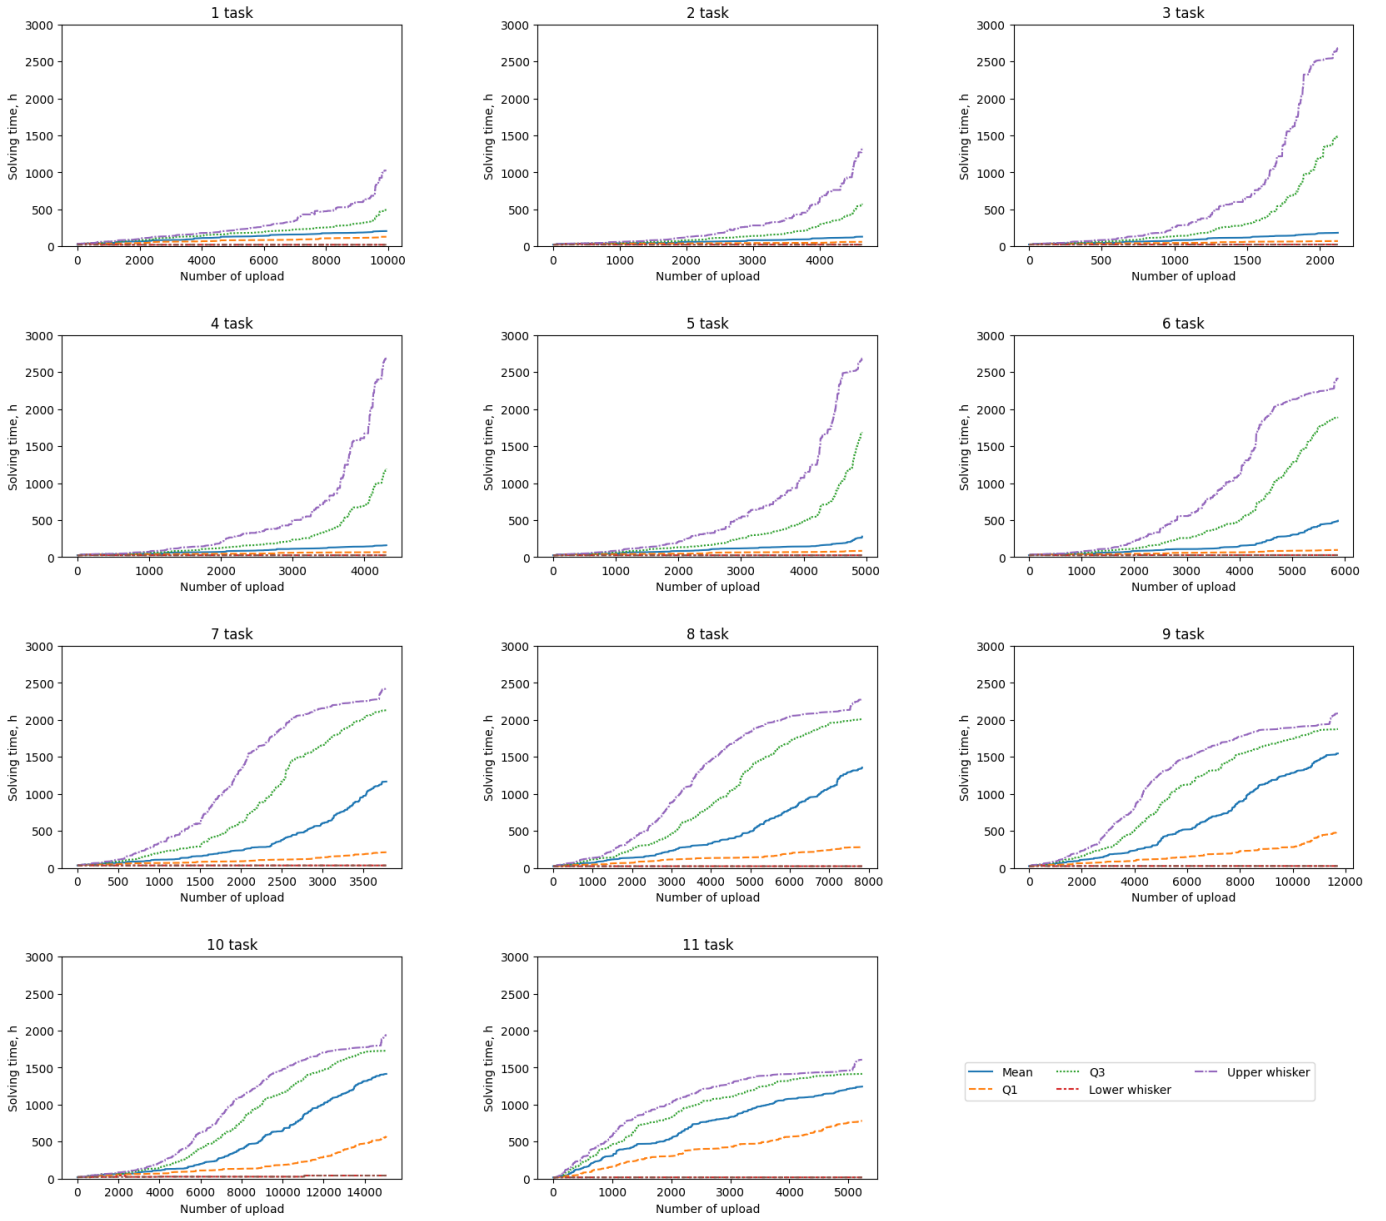 1 task
3000
2500
2000
1500
1000
500
0
Solving time, h
0 2000 4000 6000 8000 10000
Number of upload
2 task
3000
2500
2000
1500
1000
500
0
Solving time, h
0 1000 2000 3000 4000
Number of upload
3 task
3000
2500
2000
1500
1000
500
0
Solving time, h
0 500 1000 1500 2000
Number of upload
4 task
3000
2500
2000
1500
1000
500
0
Solving time, h
0 1000 2000 3000 4000
Number of upload
5 task
3000
2500
2000
1500
1000
500
0
Solving time, h
0 1000 2000 3000 4000 5000
Number of upload
6 task
3000
2500
2000
1500
1000
500
0
Solving time, h
0 1000 2000 3000 4000 5000 6000
Number of upload
7 task
3000
2500
2000
1500
1000
500
0
Solving time, h
0 500 1000 1500 2000 2500 3000 3500
Number of upload
8 task
3000
2500
2000
1500
1000
500
0
Solving time, h
0 1000 2000 3000 4000 5000 6000 7000 8000
Number of upload
9 task
3000
2500
2000
1500
1000
500
0
Solving time, h
0 2000 4000 6000 8000 10000 12000
Number of upload
10 task
3000
2500
2000
1500
1000
500
0
Solving time, h
0 2000 4000 6000 8000 10000 12000 14000
Number of upload
11 task
3000
2500
2000
1500
1000
500
0
Solving time, h
0 1000 2000 3000 4000 5000
Number of upload
Mean Q3 Upper whisker
Q1 Lower whisker